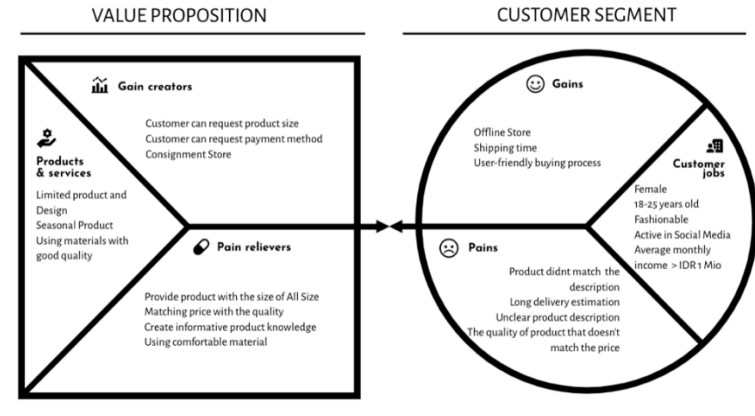 VALUE PROPOSITION
Gain creators
Customer can request product size
Customer can request payment method
Consignment Store
Products
& services
Limited product and
Design
Seasonal Product
Using materials with
good quality
Pain relievers
Provide product with the size of All Size
Matching price with the quality
Create informative product knowledge
Using comfortable material
CUSTOMER SEGMENT
Gains
Offline Store
Shipping time
User-friendly buying process
Customer
jobs
Female
18-25 years old
Fashionable
Active in Social Media
Average monthly
income > IDR 1 Mio
Pains
Product didnt match the
description
Long delivery estimation
Unclear product description
The quality of product that doesn't
match the price